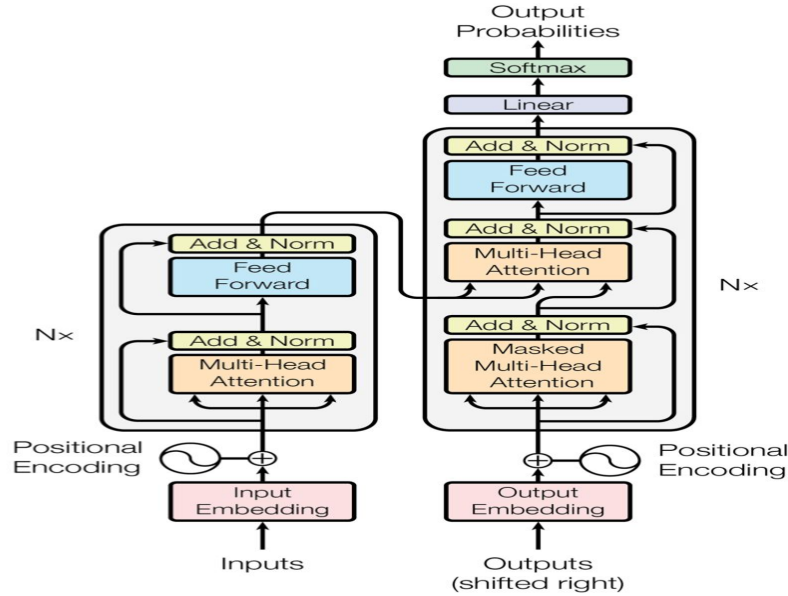 Output
Probabilities
Softmax
Linear
Add & Norm
Feed
Forward
Add & Norm
Multi-Head
Attention
Add & Norm
Masked
Multi-Head
Attention
Nx
Add & Norm
Feed
Forward
Add & Norm
Multi-Head
Attention
Nx
Positional
Encoding
Positional
Encoding
Input
Embedding
Output
Embedding
Inputs
Outputs
(shifted right)